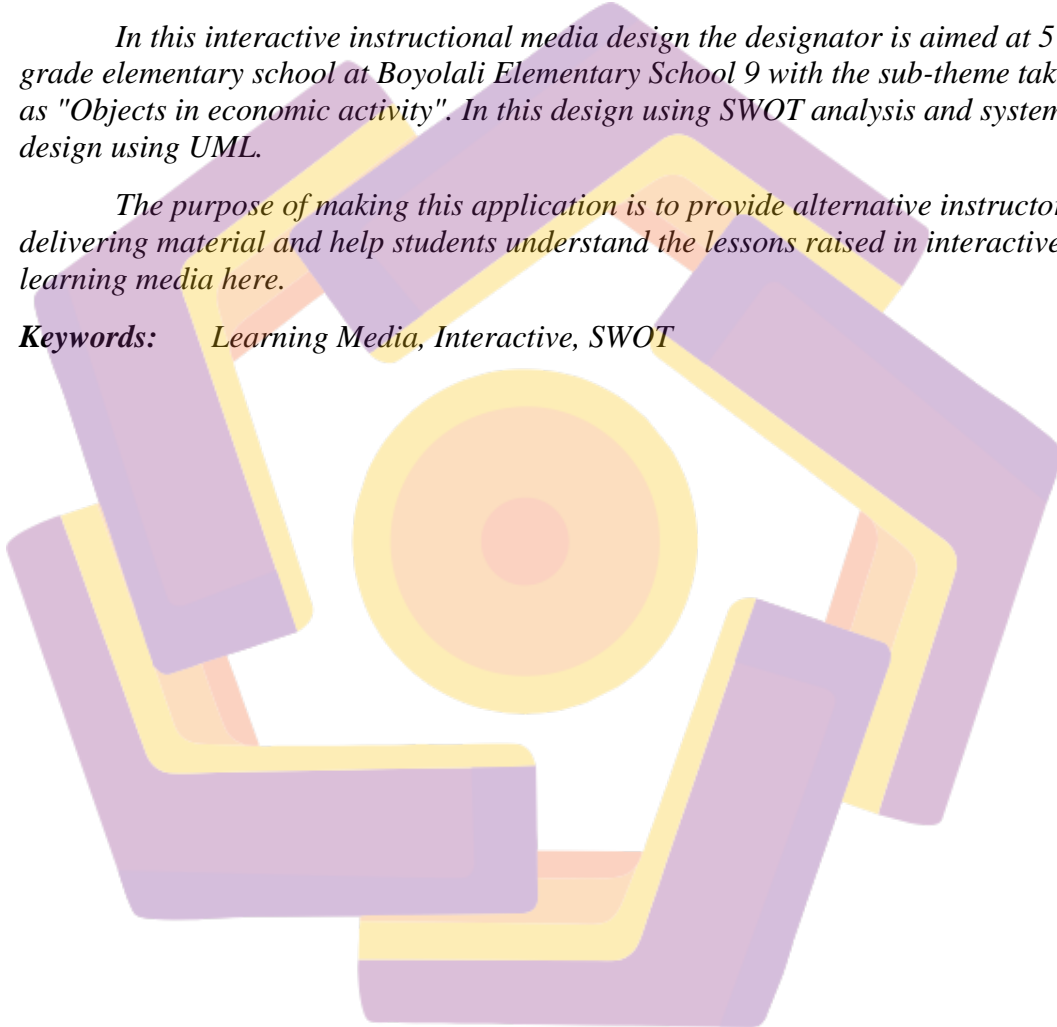 In this interactive instructional media design the designator is aimed at 5
grade elementary school at Boyolali Elementary School 9 with the sub-theme tak
as "Objects in economic activity". In this design using SWOT analysis and system
design using UML.
The purpose of making this application is to provide alternative instructor
delivering material and help students understand the lessons raised in interactive
learning media here.
Keywords: Learning Media, Interactive, SWOT